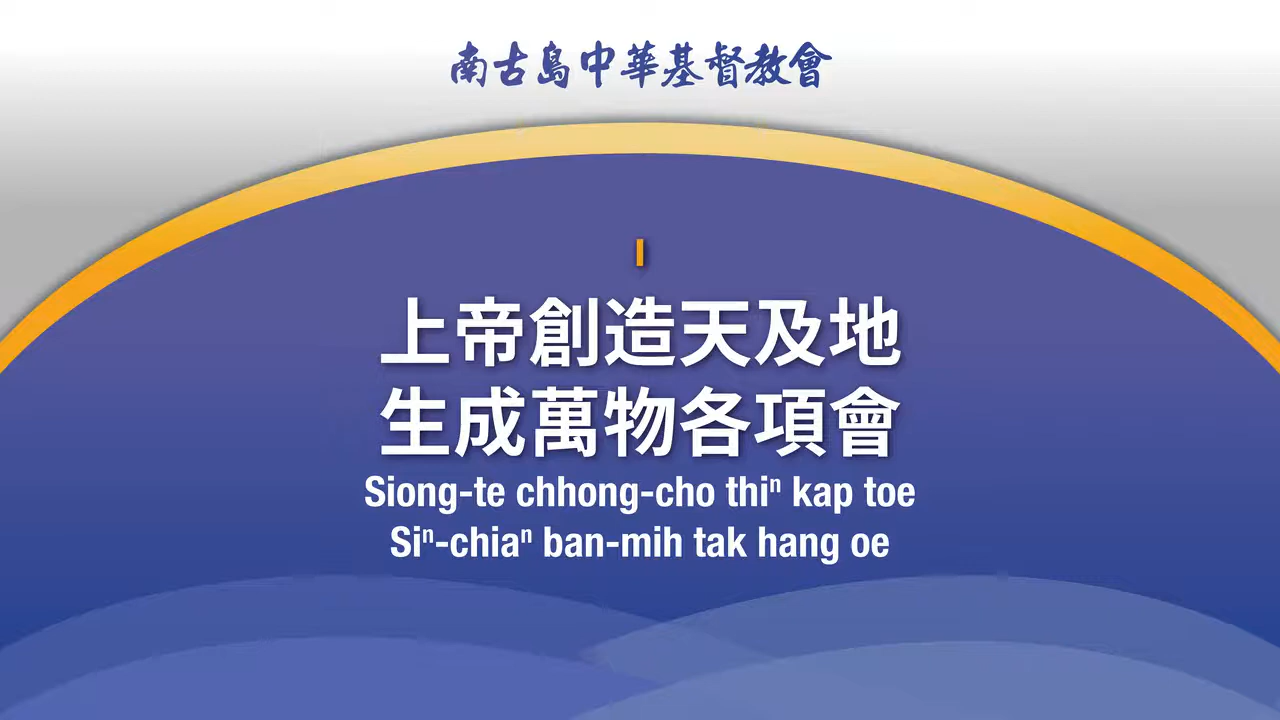 南古島中華基督教會
I
上帝創造天及地
生成萬物各項會
Siong-te chhong-cho thiⁿ kap toe
Siⁿ-chiaⁿ ban-mih tak hang oe